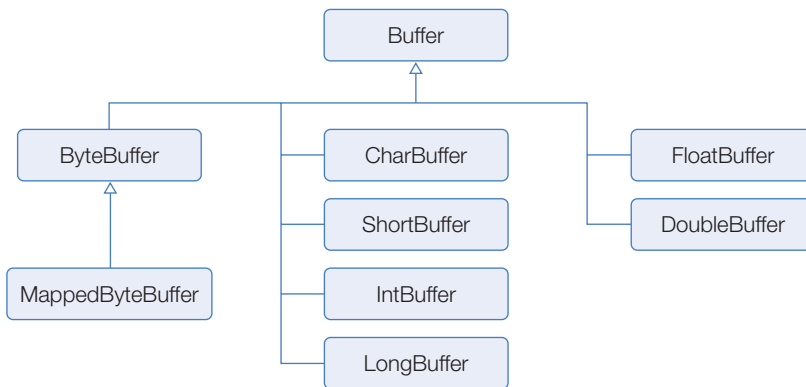 Buffer
ByteBuffer
CharBuffer
FloatBuffer
ShortBuffer
DoubleBuffer
MappedByteBuffer
IntBuffer
LongBuffer